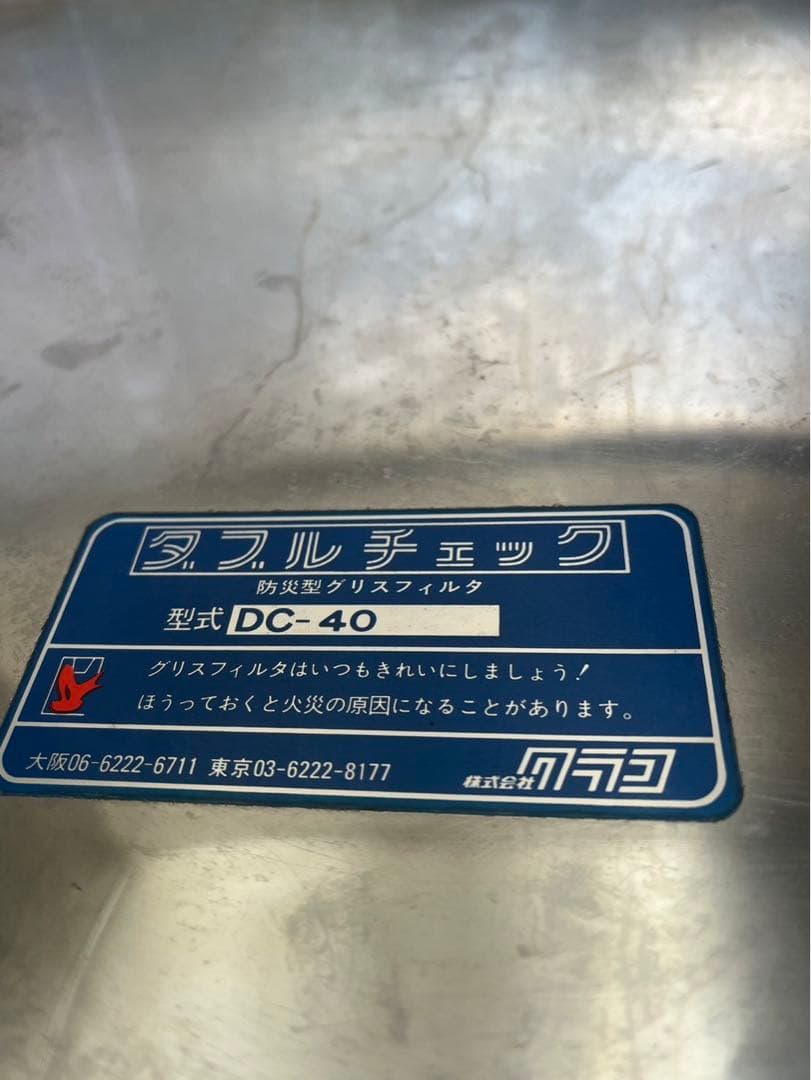 ダブルチェック
防災型グリスフィルタ
型式 DC-40
グリスフィルタはいつもきれいにしましょう!
ほうっておくと火災の原因になることがあります。
大阪06-6222-6711 東京03-6222-8177 株式会社クラコ